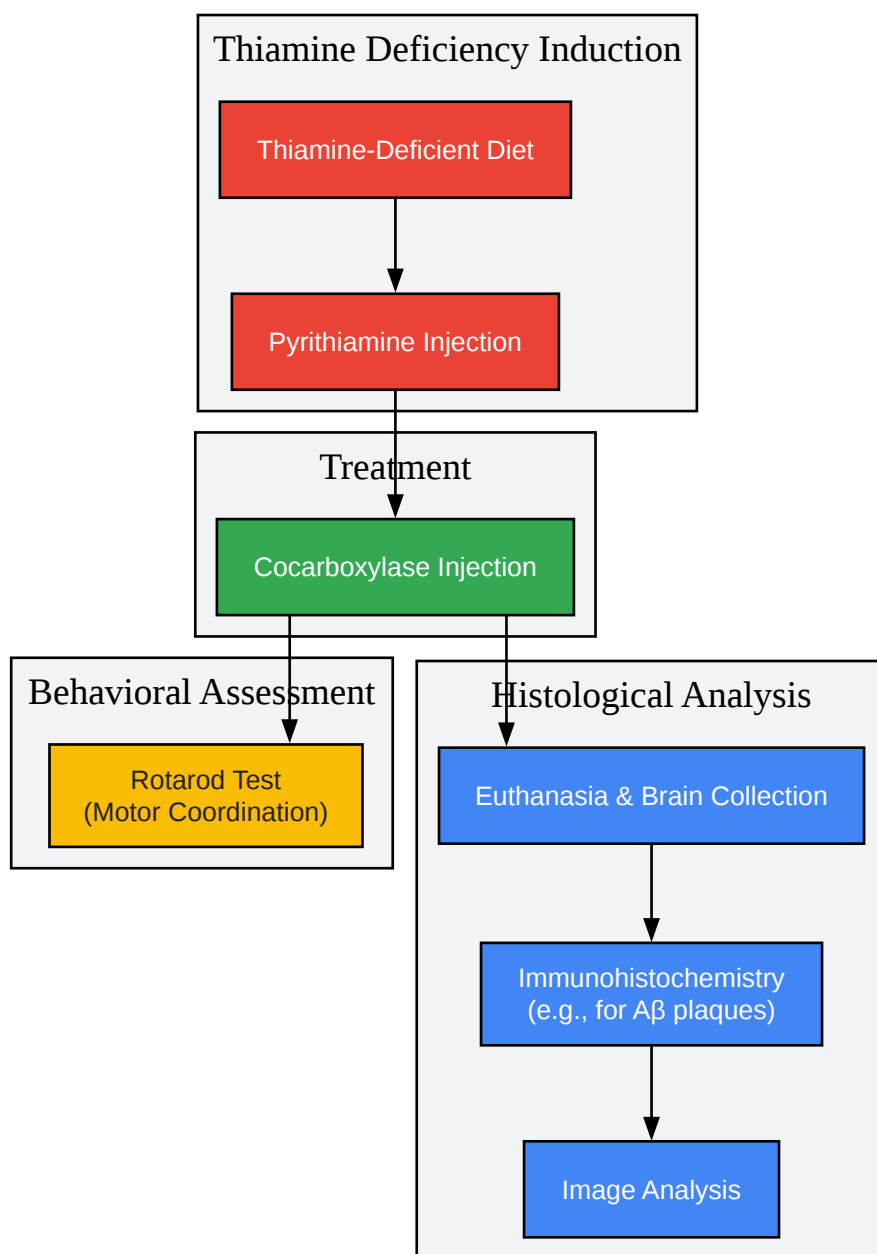 Thiamine Deficiency Induction
Thiamine-Deficient Diet
Pyrithiamine Injection
Treatment
Cocarboxylase Injection
Behavioral Assessment
Rotarod Test
(Motor Coordination)
Histological Analysis
Euthanasia & Brain Collection
Immunohistochemistry
(e.g., for Aβ plaques)
Image Analysis